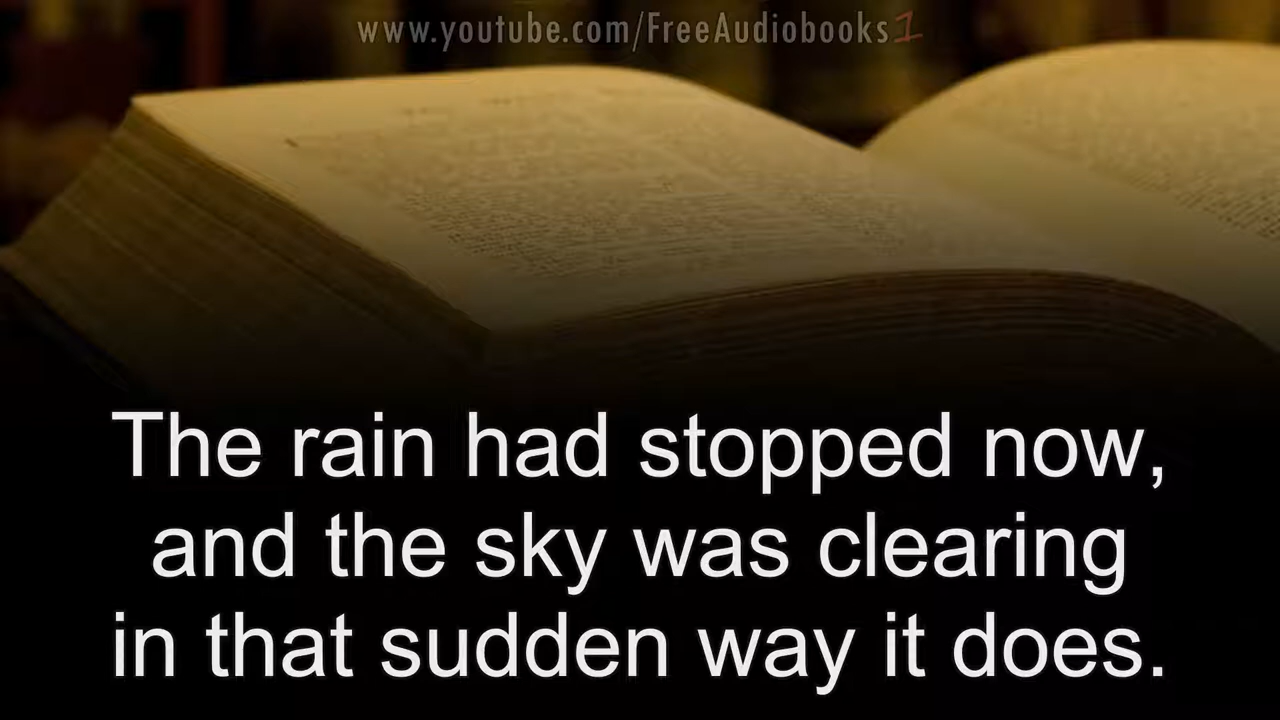 www.youtube.com/FreeAudiobooks1
The rain had stopped now,
and the sky was clearing
in that sudden way it does.